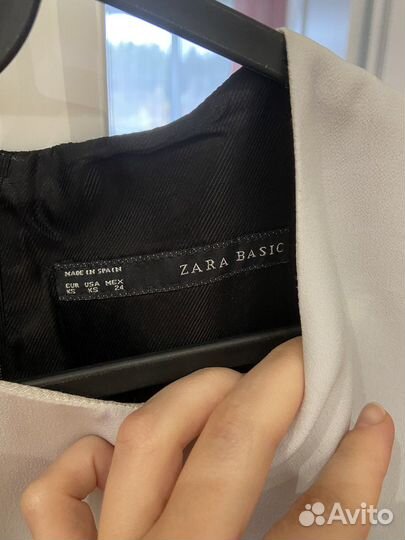 MADE IN SPAIN
ZARA BASIC
EUR USA MEX
XS XS 24
Avito